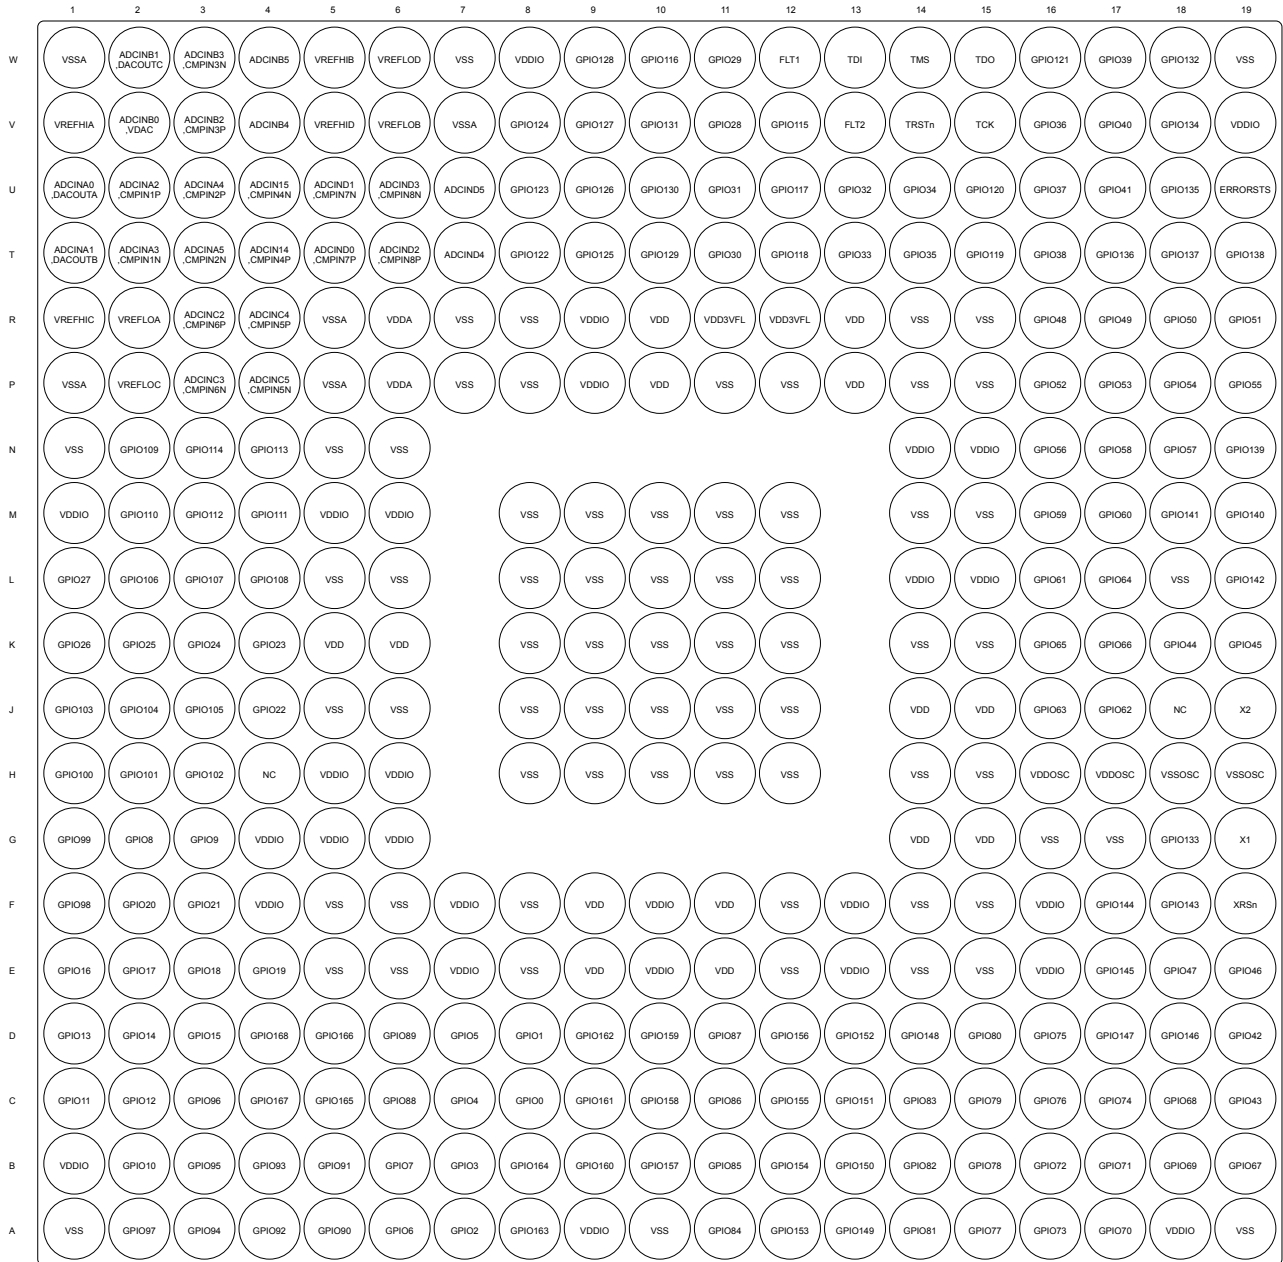 1 2 3 4 5 6 7 8 9 10 11 12 13 14 15 16 17 18 19
W VSSA ADCINB1 ,DACOUTC ADCINB3 ,CMPIN3N ADCINB5 VREFHIB VREFLOD VSS VDDIO GPIO128 GPIO116 GPIO29 FLT1 TDI TMS TDO GPIO121 GPIO39 GPIO132 VSS
V VREFHIA ADCINB0 ,VDAC ADCINB2 ,CMPIN3P ADCINB4 VREFHID VREFLOB VSSA GPIO124 GPIO127 GPIO131 GPIO28 GPIO115 FLT2 TRSTn TCK GPIO36 GPIO40 GPIO134 VDDIO
U ADCINA0 ,DACOUTA ADCINA2 ,CMPIN1P ADCINA4 ,CMPIN2P ADCIN15 ,CMPIN4N ADCIND1 ,CMPIN7N ADCIND3 ,CMPIN8N ADCIND5 GPIO123 GPIO126 GPIO130 GPIO31 GPIO117 GPIO32 GPIO34 GPIO120 GPIO37 GPIO41 GPIO135 ERRORSTS
T ADCINA1 ,DACOUTB ADCINA3 ,CMPIN1N ADCINA5 ,CMPIN2N ADCIN14 ,CMPIN4P ADCIND0 ,CMPIN7P ADCIND2 ,CMPIN8P ADCIND4 GPIO122 GPIO125 GPIO129 GPIO30 GPIO118 GPIO33 GPIO35 GPIO119 GPIO38 GPIO136 GPIO137 GPIO138
R VREFHIC VREFLOA ADCINC2 ,CMPIN6P ADCINC4 ,CMPIN5P VSSA VDDA VSS VSS VDDIO VDD VDD3VFL VDD3VFL VDD VSS VSS GPIO48 GPIO49 GPIO50 GPIO51
P VSSA VREFLOC ADCINC3 ,CMPIN6N ADCINC5 ,CMPIN5N VSSA VDDA VSS VSS VDDIO VDD VSS VSS VDD VSS VSS GPIO52 GPIO53 GPIO54 GPIO55
N VSS GPIO109 GPIO114 GPIO113 VSS VSS VDDIO VDDIO GPIO56 GPIO58 GPIO57 GPIO139
M VDDIO GPIO110 GPIO112 GPIO111 VDDIO VDDIO VSS VSS VSS VSS VSS VSS VSS GPIO59 GPIO60 GPIO141 GPIO140
L GPIO27 GPIO106 GPIO107 GPIO108 VSS VSS VSS VSS VSS VSS VSS VDDIO VDDIO GPIO61 GPIO64 VSS GPIO142
K GPIO26 GPIO25 GPIO24 GPIO23 VDD VDD VSS VSS VSS VSS VSS VSS VSS GPIO65 GPIO66 GPIO44 GPIO45
J GPIO103 GPIO104 GPIO105 GPIO22 VSS VSS VSS VSS VSS VSS VSS VDD VDD GPIO63 GPIO62 NC X2
H GPIO100 GPIO101 GPIO102 NC VDDIO VDDIO VSS VSS VSS VSS VSS VSS VSS VDDOSC VDDOSC VSSOSC VSSOSC
G GPIO99 GPIO8 GPIO9 VDDIO VDDIO VDDIO VDD VDD VSS VSS GPIO133 X1
F GPIO98 GPIO20 GPIO21 VDDIO VSS VSS VDDIO VSS VDD VDDIO VDD VSS VDDIO VSS VSS VDDIO GPIO144 GPIO143 XRSn
E GPIO16 GPIO17 GPIO18 GPIO19 VSS VSS VDDIO VSS VDD VDDIO VDD VSS VDDIO VSS VSS VDDIO GPIO145 GPIO47 GPIO46
D GPIO13 GPIO14 GPIO15 GPIO168 GPIO166 GPIO89 GPIO5 GPIO1 GPIO162 GPIO159 GPIO87 GPIO156 GPIO152 GPIO148 GPIO80 GPIO75 GPIO147 GPIO146 GPIO42
C GPIO11 GPIO12 GPIO96 GPIO167 GPIO165 GPIO88 GPIO4 GPIO0 GPIO161 GPIO158 GPIO86 GPIO155 GPIO151 GPIO83 GPIO79 GPIO76 GPIO74 GPIO68 GPIO43
B VDDIO GPIO10 GPIO95 GPIO93 GPIO91 GPIO7 GPIO3 GPIO164 GPIO160 GPIO157 GPIO85 GPIO154 GPIO150 GPIO82 GPIO78 GPIO72 GPIO71 GPIO69 GPIO67
A VSS GPIO97 GPIO94 GPIO92 GPIO90 GPIO6 GPIO2 GPIO163 VDDIO VSS GPIO84 GPIO153 GPIO149 GPIO81 GPIO77 GPIO73 GPIO70 VDDIO VSS